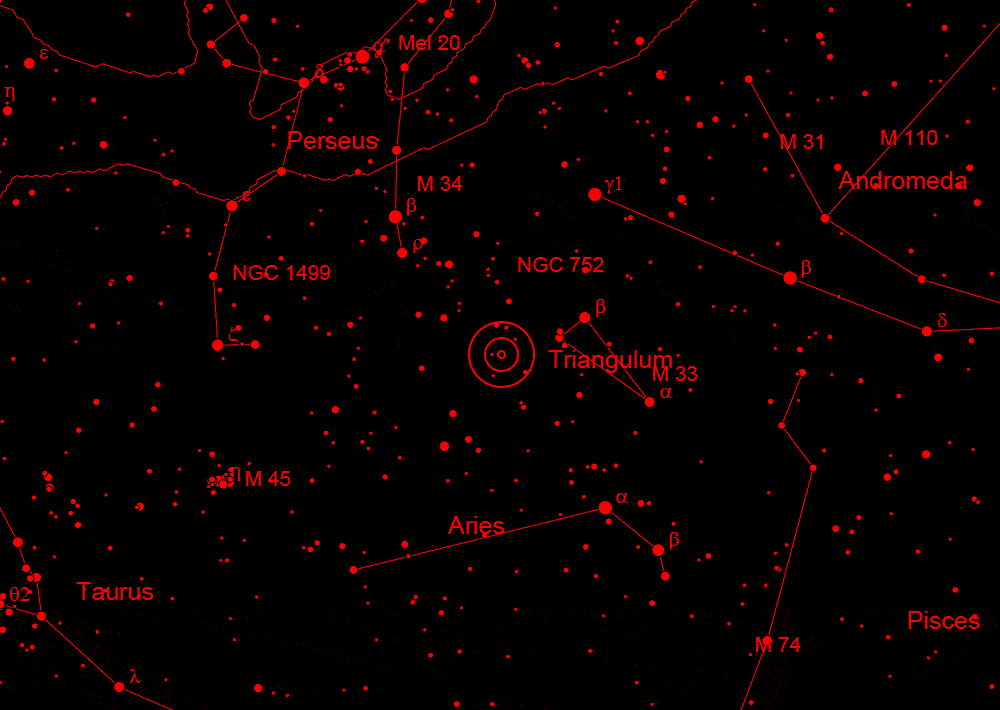 α Mel 20
ε
δ
η
Perseus
M 31
M 110
M 34
Andromeda
γ1
ε
β
ρ
NGC 1499
NGC 752
β
β
δ
ζ
Triangulum
M 33
α
η M 45
α
Aries
β
Taurus
θ2
Pisces
M 74
λ